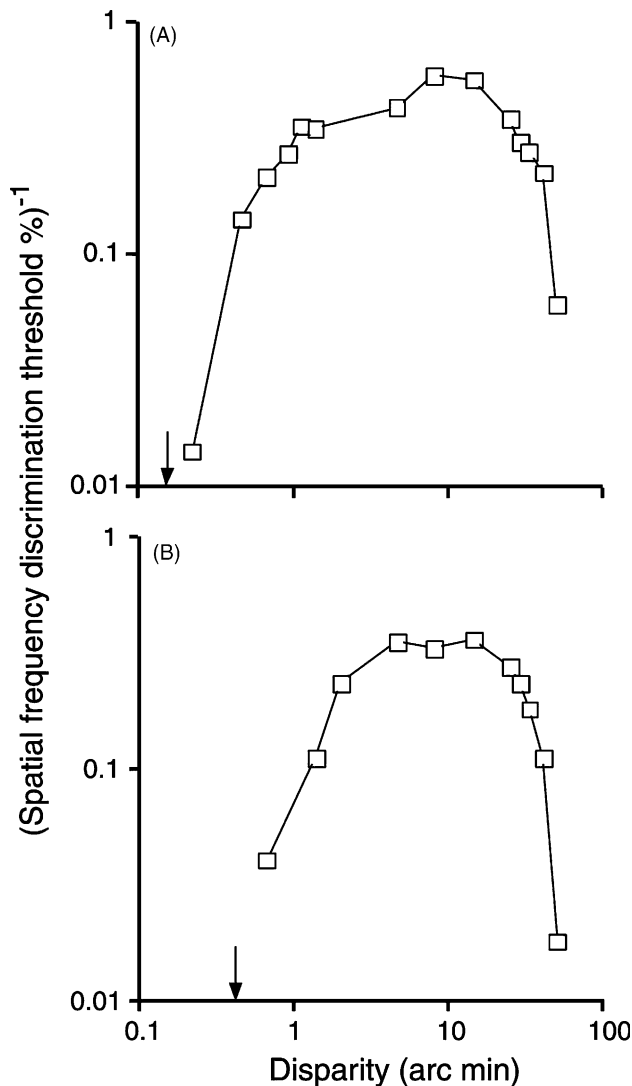 1
(A)
0.1
0.01
(Spatial frequency discrimination threshold %)-1
1
(B)
0.1
0.01
0.1 1 10 100
Disparity (arc min)